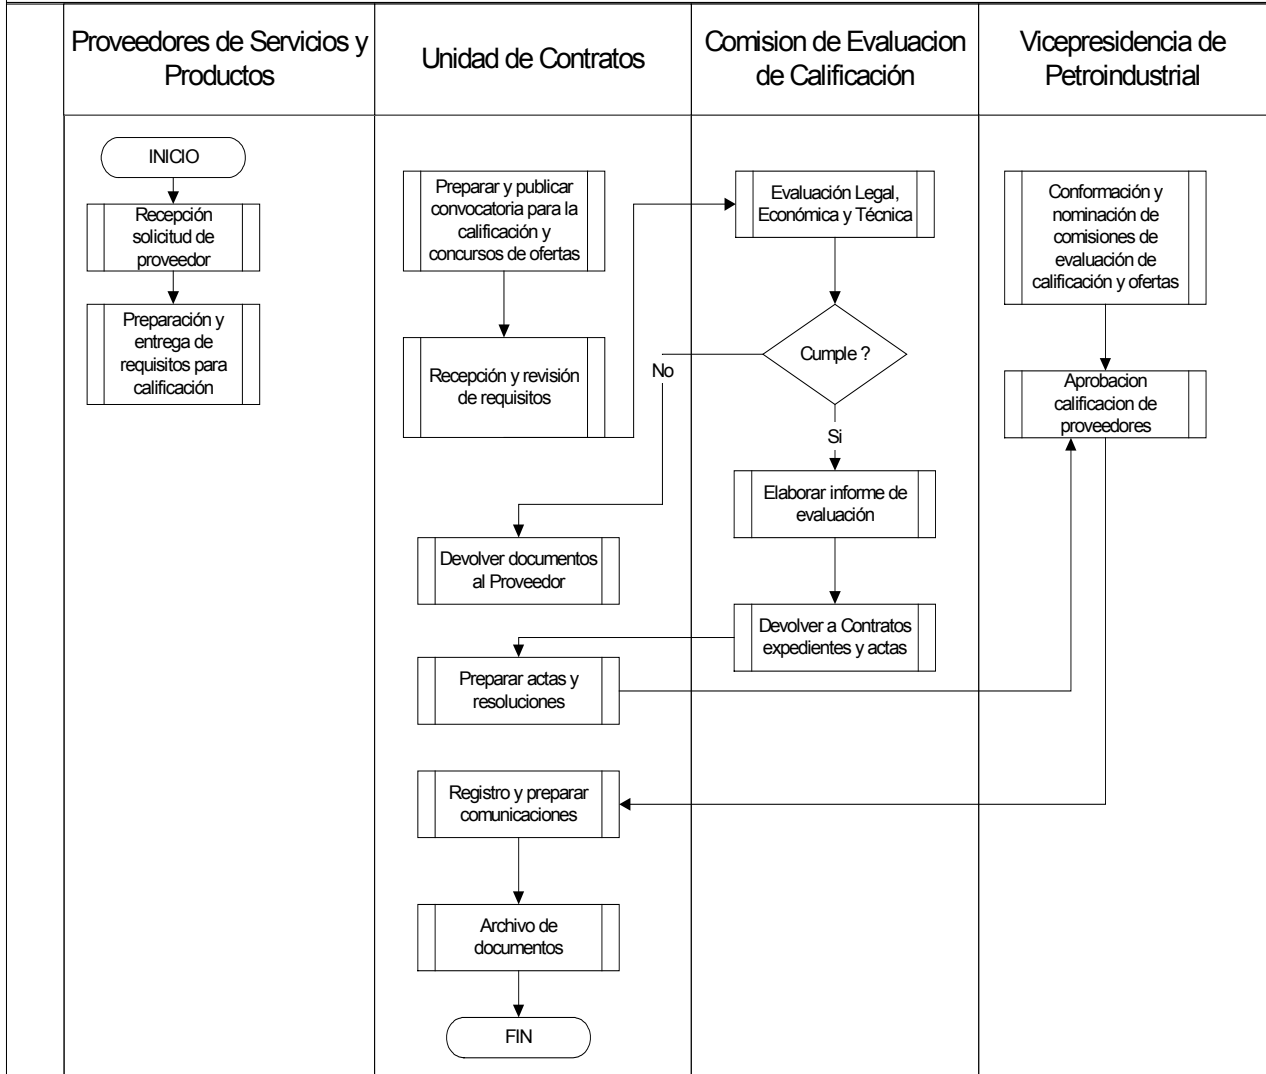 Proveedores de Servicios y
Productos
Unidad de Contratos
Comision de Evaluacion
de Calificación
Vicepresidencia de
Petroindustrial
INICIO
Recepción
solicitud de
proveedor
Preparación y
entrega de
requisitos para
calificación
Preparar y publicar
convocatoria para la
calificación y
concursos de ofertas
Recepción y revisión
de requisitos
No
Devolver documentos
al Proveedor
Preparar actas y
resoluciones
Registro y preparar
comunicaciones
Archivo de
documentos
FIN
Evaluación Legal,
Económica y Técnica
Cumple ?
Si
Elaborar informe de
evaluación
Devolver a Contratos
expedientes y actas
Conformación y
nominación de
comisiones de
evaluación de
calificación y ofertas
Aprobacion
calificacion de
proveedores